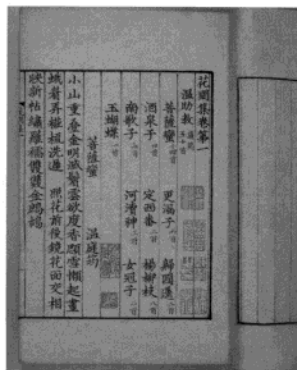 花間集卷第一
溫助教
菩薩蠻 更漏子 歸國遙
酒泉子 定西番 楊柳枝
南歌子 河瀆神 女冠子
玉蝴蝶
菩薩蠻 溫庭筠
小山重疊金明滅鬢雲欲度香顋雪懶起畫
蛾眉弄粧梳洗遲 照花前後鏡花面交相
映新帖繡羅襦雙雙金鷓鴣